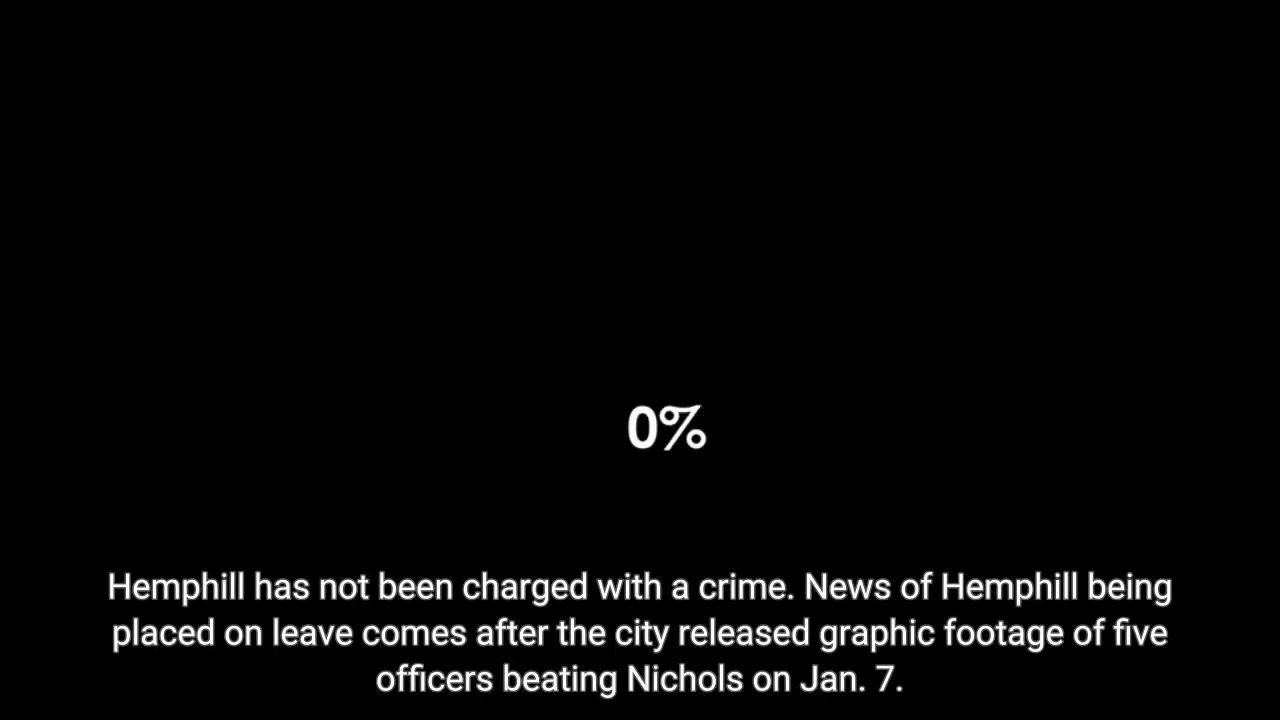 0%
Hemphill has not been charged with a crime. News of Hemphill being
placed on leave comes after the city released graphic footage of five
officers beating Nichols on Jan. 7.